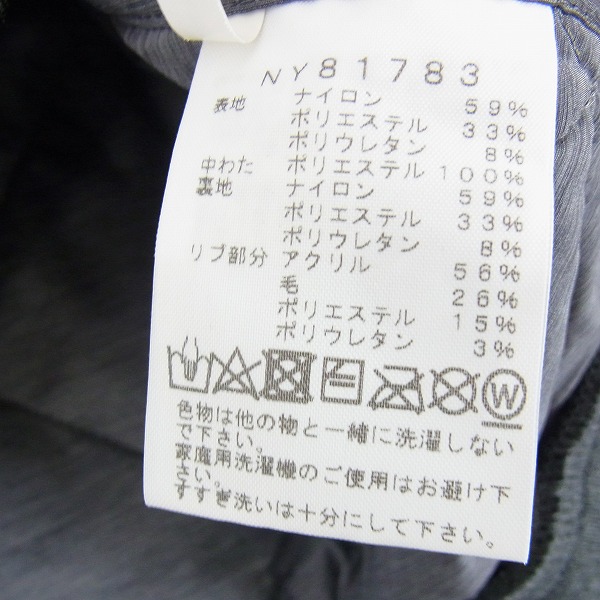 NY81783
表地 ナイロン 59%
ポリエステル 33%
ポリウレタン 8%
中わた ポリエステル 100%
裏地 ナイロン 59%
ポリエステル 33%
ポリウレタン 8%
リブ部分 アクリル 56%
毛 26%
ポリエステル 15%
ポリウレタン 3%
W
色物は他の物と一緒に洗濯しない
で下さい。
家庭用洗濯機のご使用はお避け下
さい。
すすぎ洗いは十分にして下さい。